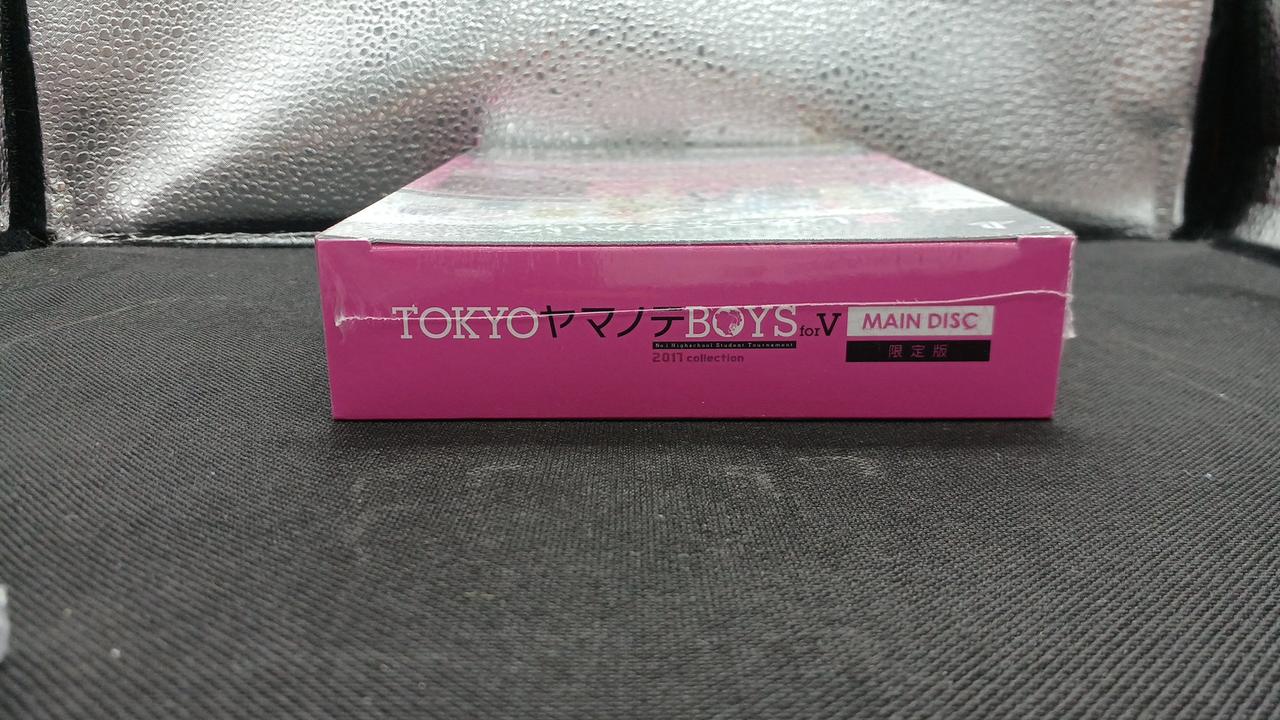 TOKYOヤマノテBOYS for V MAIN DISC
No.1 Highschool Student Tournament
限定版
2017 collection